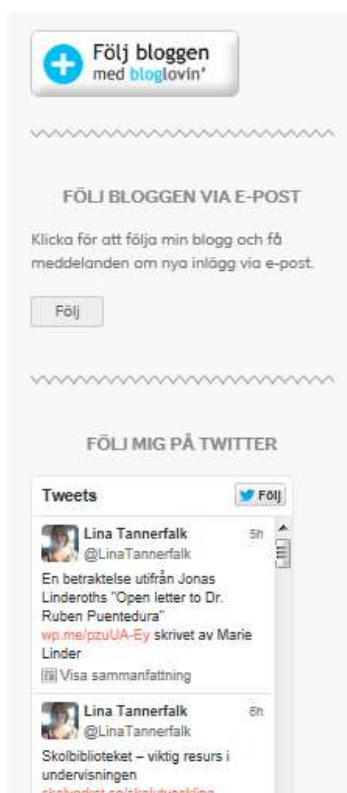 Följ bloggen
med bloglovin'
FÖLJ BLOGGEN VIA E-POST
Klicka för att följa min blogg och få
meddelanden om nya inlägg via e-post.
Följ
FÖLJ MIG PÅ TWITTER
Tweets
Följ
Lina Tannerfalk 5h
@LinaTannerfalk
En betraktelse utifrån Jonas
Linderoths "Open letter to Dr.
Ruben Puentedura"
wp.me/pzuUA-Ey skrivet av Marie
Linder
Visa sammanfattning
Lina Tannerfalk 6h
@LinaTannerfalk
Skolbiblioteket – viktig resurs i
undervisningen